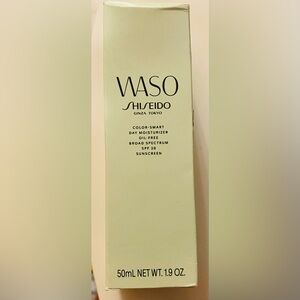 WASO
SHISEIDO
GINZA TOKYO
COLOR-SMART
DAY MOISTURIZER
OIL-FREE
BROAD SPECTRUM
SPF 30
SUNSCREEN
50mL NET WT. 1.9 OZ.